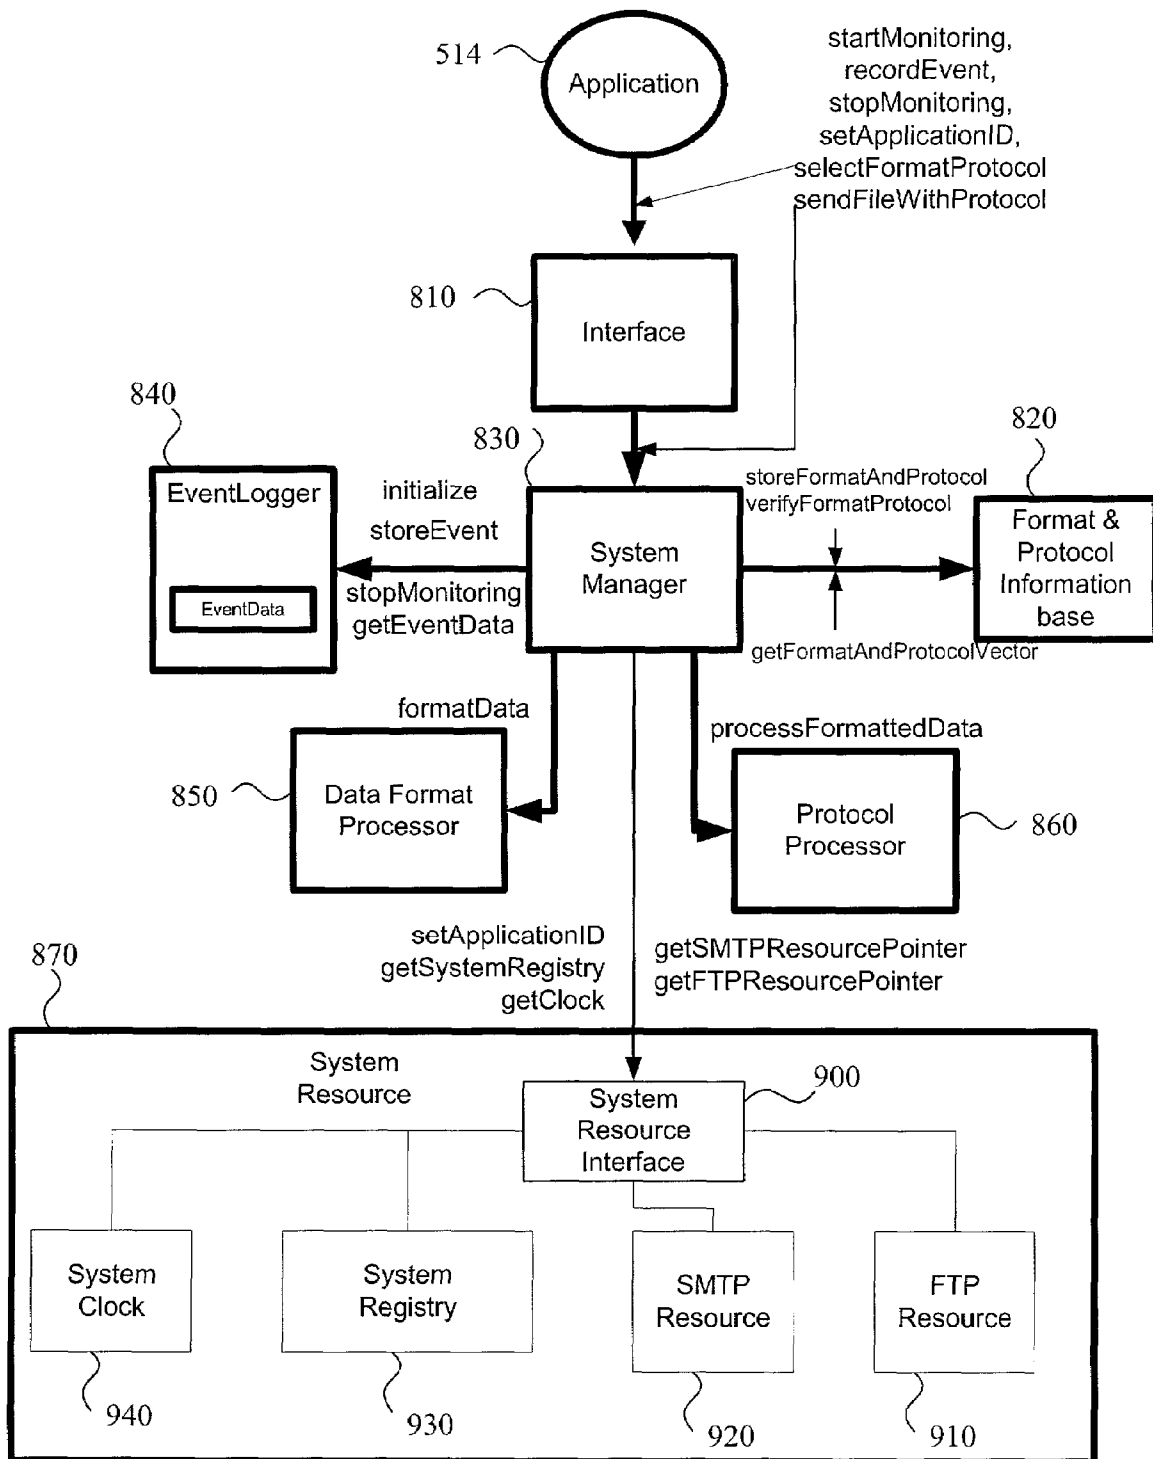 514
Application
startMonitoring,
recordEvent,
stopMonitoring,
setApplicationID,
selectFormatProtocol
sendFileWithProtocol
810
Interface
840
EventLogger
EventData
initialize
storeEvent
stopMonitoring
getEventData
830
System
Manager
storeFormatAndProtocol
verifyFormatProtocol
getFormatAndProtocolVector
820
Format &
Protocol
Information
base
formatData
850
Data Format
Processor
processFormattedData
Protocol
Processor
860
setApplicationID
getSystemRegistry
getClock
getSMTPResourcePointer
getFTPResourcePointer
870
System
Resource
System
Resource
Interface
900
System
Clock
940
System
Registry
930
SMTP
Resource
920
FTP
Resource
910